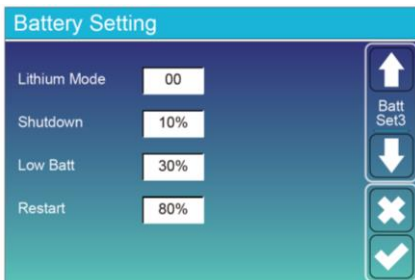 Battery Setting
Lithium Mode 00
Shutdown 10%
Low Batt 30%
Restart 80%
Batt
Set3